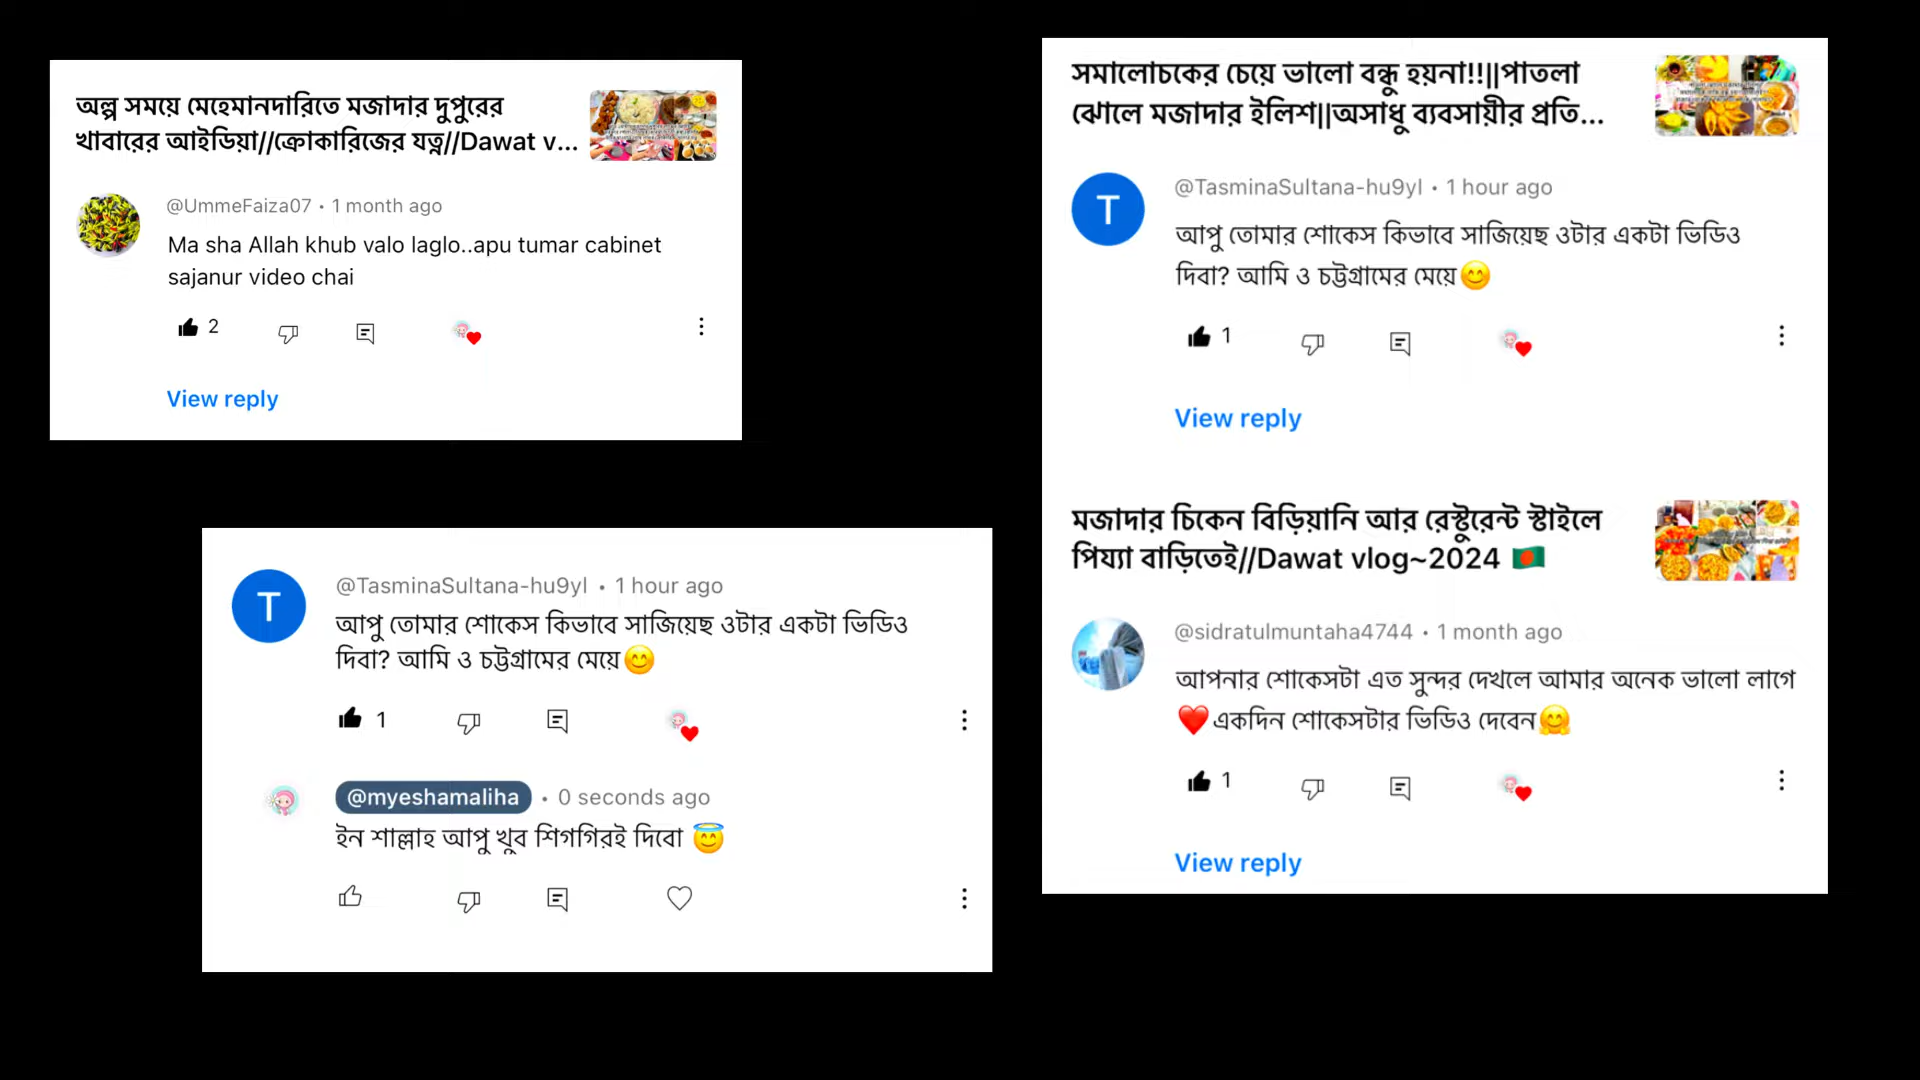 অল্প সময়ে মেহেমানদারিতে মজাদার দুপুরের
খাবারের আইডিয়া//ক্রোকারিজের যত্ন//Dawat v...
@UmmeFaiza07 • 1 month ago
Ma sha Allah khub valo laglo..apu tumar cabinet
sajanur video chai
2
View reply
@TasminaSultana-hu9yl • 1 hour ago
T
আপু তোমার শোকেস কিভাবে সাজিয়েছ ওটার একটা ভিডিও
দিবা? আমি ও চট্টগ্রামের মেয়ে😊
1
@myeshamaliha • 0 seconds ago
ইন শাল্লাহ আপু খুব শিগগিরই দিবো 😇
সমালোচকের চেয়ে ভালো বন্ধু হয়না!!||পাতলা
ঝোলে মজাদার ইলিশ||অসাধু ব্যবসায়ীর প্রতি...
@TasminaSultana-hu9yl • 1 hour ago
T
আপু তোমার শোকেস কিভাবে সাজিয়েছ ওটার একটা ভিডিও
দিবা? আমি ও চট্টগ্রামের মেয়ে😊
1
View reply
মজাদার চিকেন বিড়িয়ানি আর রেস্টুরেন্ট স্টাইলে
পিয্যা বাড়িতেই//Dawat vlog~2024 🇧🇩
@sidratulmuntaha4744 • 1 month ago
আপনার শোকেসটা এত সুন্দর দেখলে আমার অনেক ভালো লাগে
❤️একদিন শোকেসটার ভিডিও দেবেন🤗
1
View reply